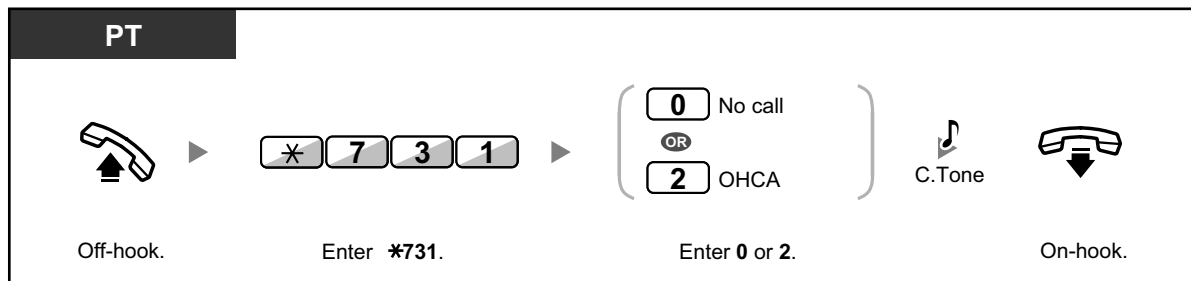 PT
0 No call
* 7 3 1
OR
2 OHCA
C.Tone
Off-hook.
Enter *731.
Enter 0 or 2.
On-hook.